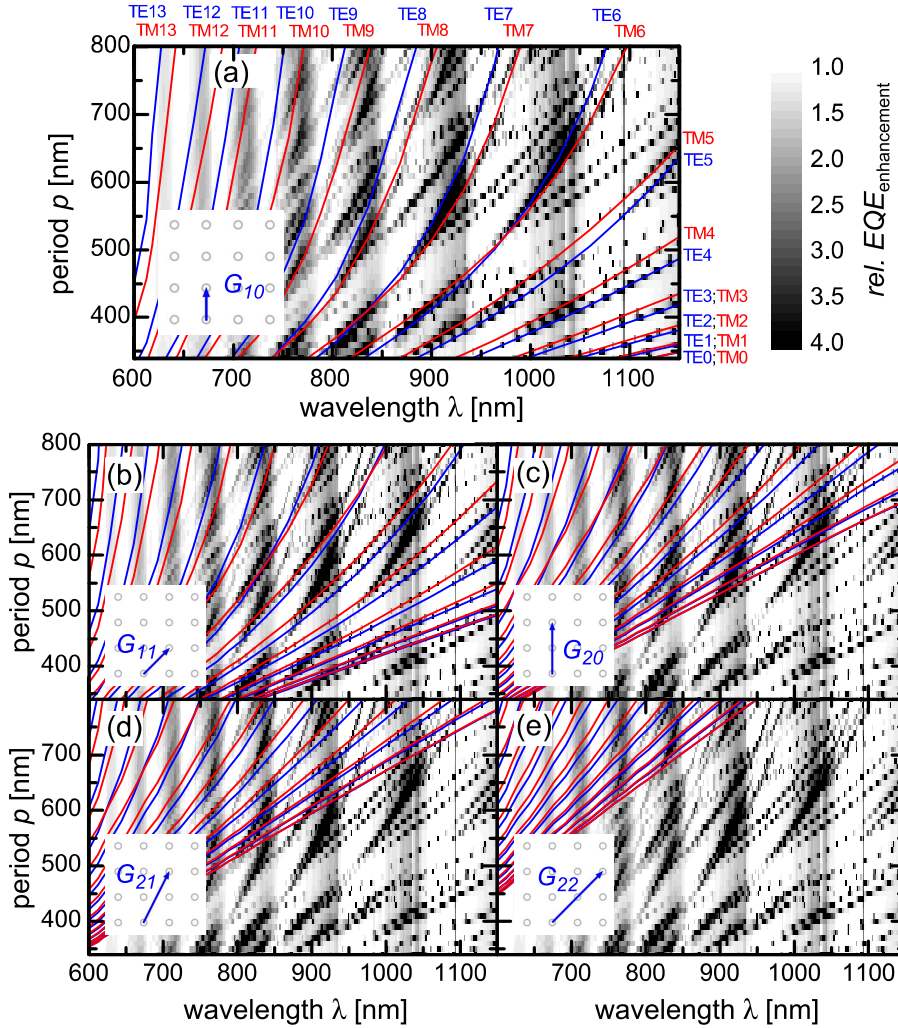 TE13 TE12 TE11 TE10 TE9 TE8 TE7 TE6
TM13 TM12 TM11 TM10 TM9 TM8 TM7 TM6
(a)
800
700
600
500
400
period p [nm]
G10
TM5
TE5
TM4
TE4
TE3;TM3
TE2;TM2
TE1;TM1
TE0;TM0
600 700 800 900 1000 1100
wavelength λ [nm]
1.0
1.5
2.0
2.5
3.0
3.5
4.0
rel. EQEenhancement
(b)
800
700
600
500
400
period p [nm]
G11
(c)
G20
(d)
700
600
500
400
period p [nm]
G21
600 700 800 900 1000 1100
wavelength λ [nm]
(e)
G22
700 800 900 1000 1100
wavelength λ [nm]